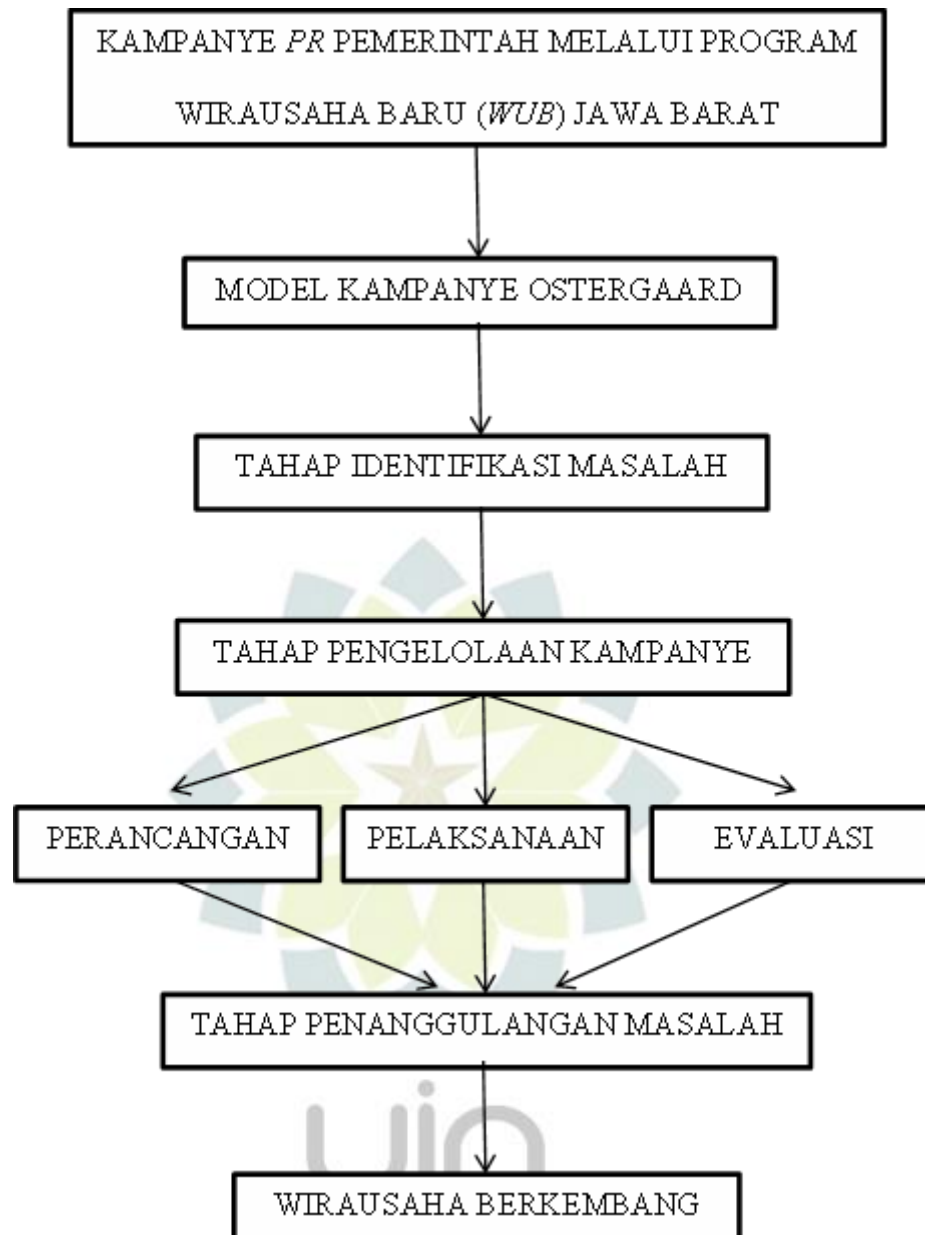 KAMPANYE PR PEMERINTAH MELALUI PROGRAM
WIRAUSAHA BARU (WUB) JAWA BARAT
MODEL KAMPANYE OSTERGAARD
TAHAP IDENTIFIKASI MASALAH
TAHAP PENGELOLAAN KAMPANYE
PERANCANGAN
PELAKSANAAN
EVALUASI
TAHAP PENANGGULANGAN MASALAH
uin
WIRAUSAHA BERKEMBANG